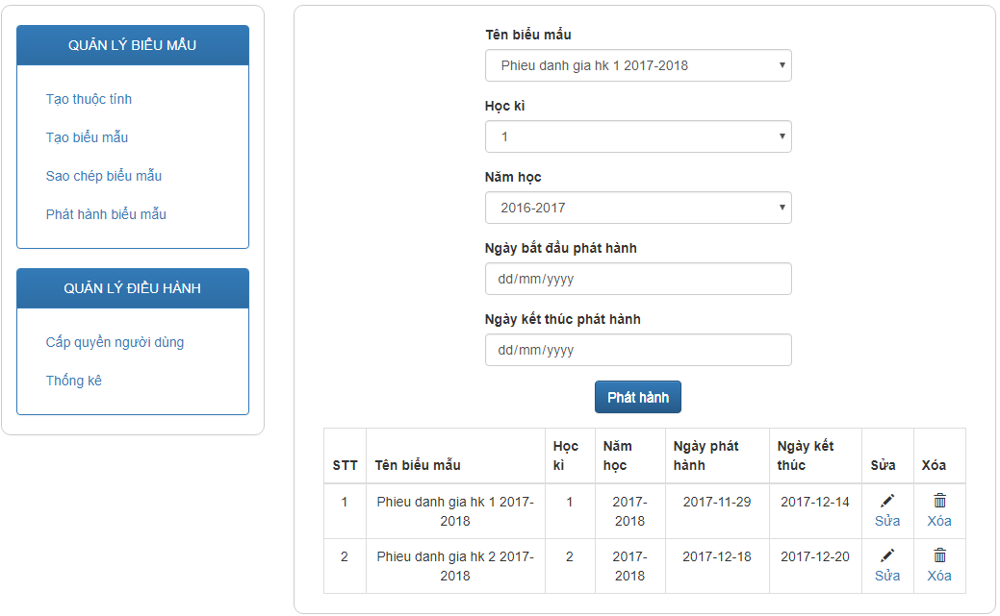 QUẢN LÝ BIỂU MẪU
Tạo thuộc tính
Tạo biểu mẫu
Sao chép biểu mẫu
Phát hành biểu mẫu
QUẢN LÝ ĐIỀU HÀNH
Cấp quyền người dùng
Thống kê
Tên biểu mẩu
Phieu danh gia hk 1 2017-2018
Học kì
1
Năm học
2016-2017
Ngày bắt đầu phát hành
dd/mm/yyyy
Ngày kết thúc phát hành
dd/mm/yyyy
Phát hành
STT Tên biểu mẩu Học kì Năm học Ngày phát hành Ngày kết thúc Sửa Xóa
1 Phieu danh gia hk 1 2017-2018 1 2017-2018 2017-11-29 2017-12-14 Sửa Xóa
2 Phieu danh gia hk 2 2017-2018 2 2017-2018 2017-12-18 2017-12-20 Sửa Xóa